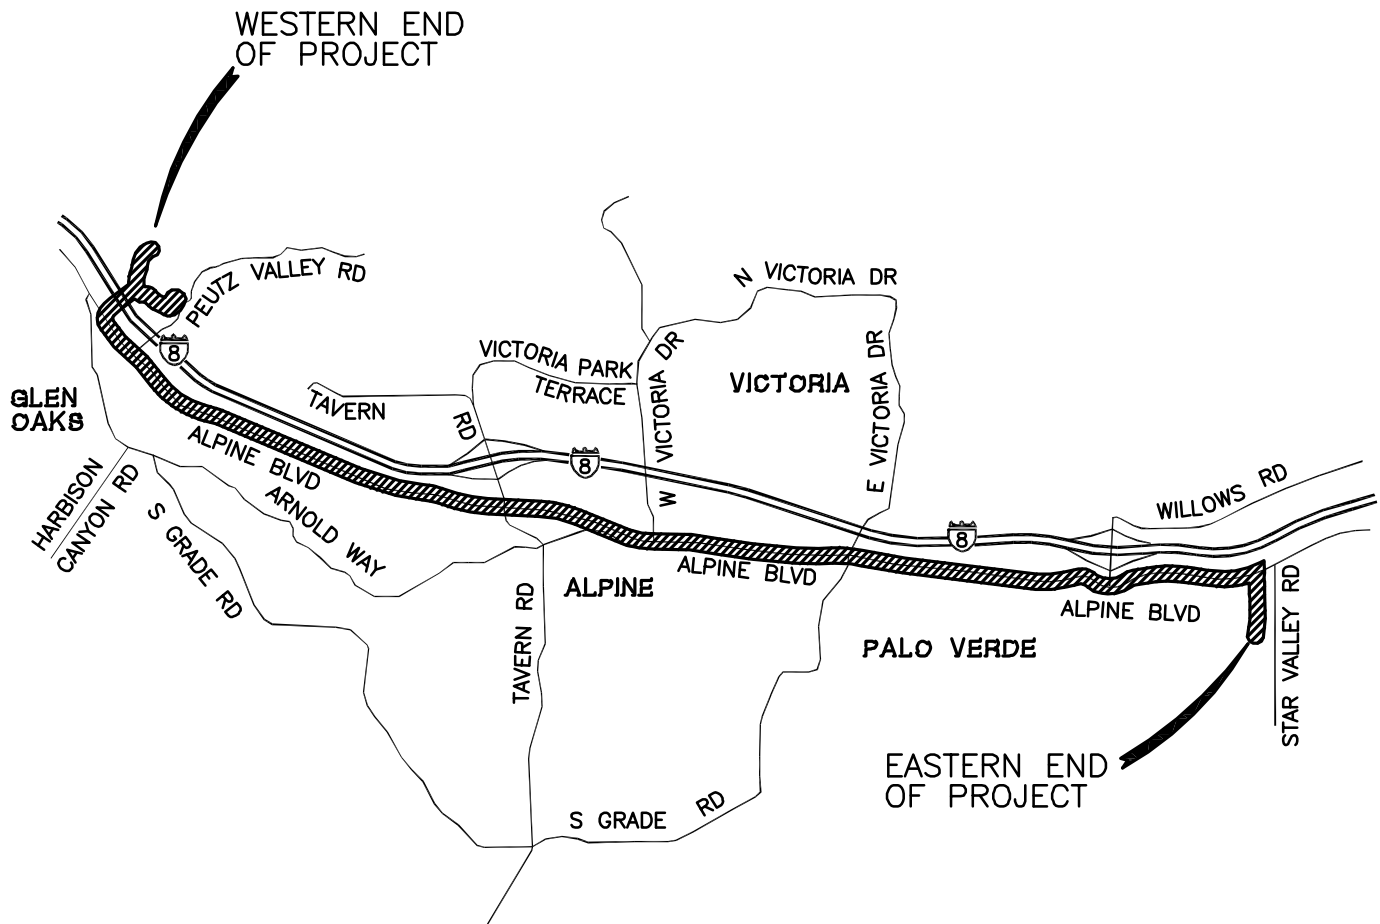 WESTERN END
OF PROJECT
N VICTORIA DR
PEUTZ VALLEY RD
8
VICTORIA PARK
TERRACE
W VICTORIA DR
E VICTORIA DR
VICTORIA
GLEN
OAKS
TAVERN RD
8
ALPINE BLVD
HARBISON
CANYON RD
ARNOLD WAY
S GRADE RD
WILLOWS RD
8
ALPINE BLVD
ALPINE
ALPINE BLVD
TAVERN RD
PALO VERDE
STAR VALLEY RD
EASTERN END
OF PROJECT
S GRADE RD